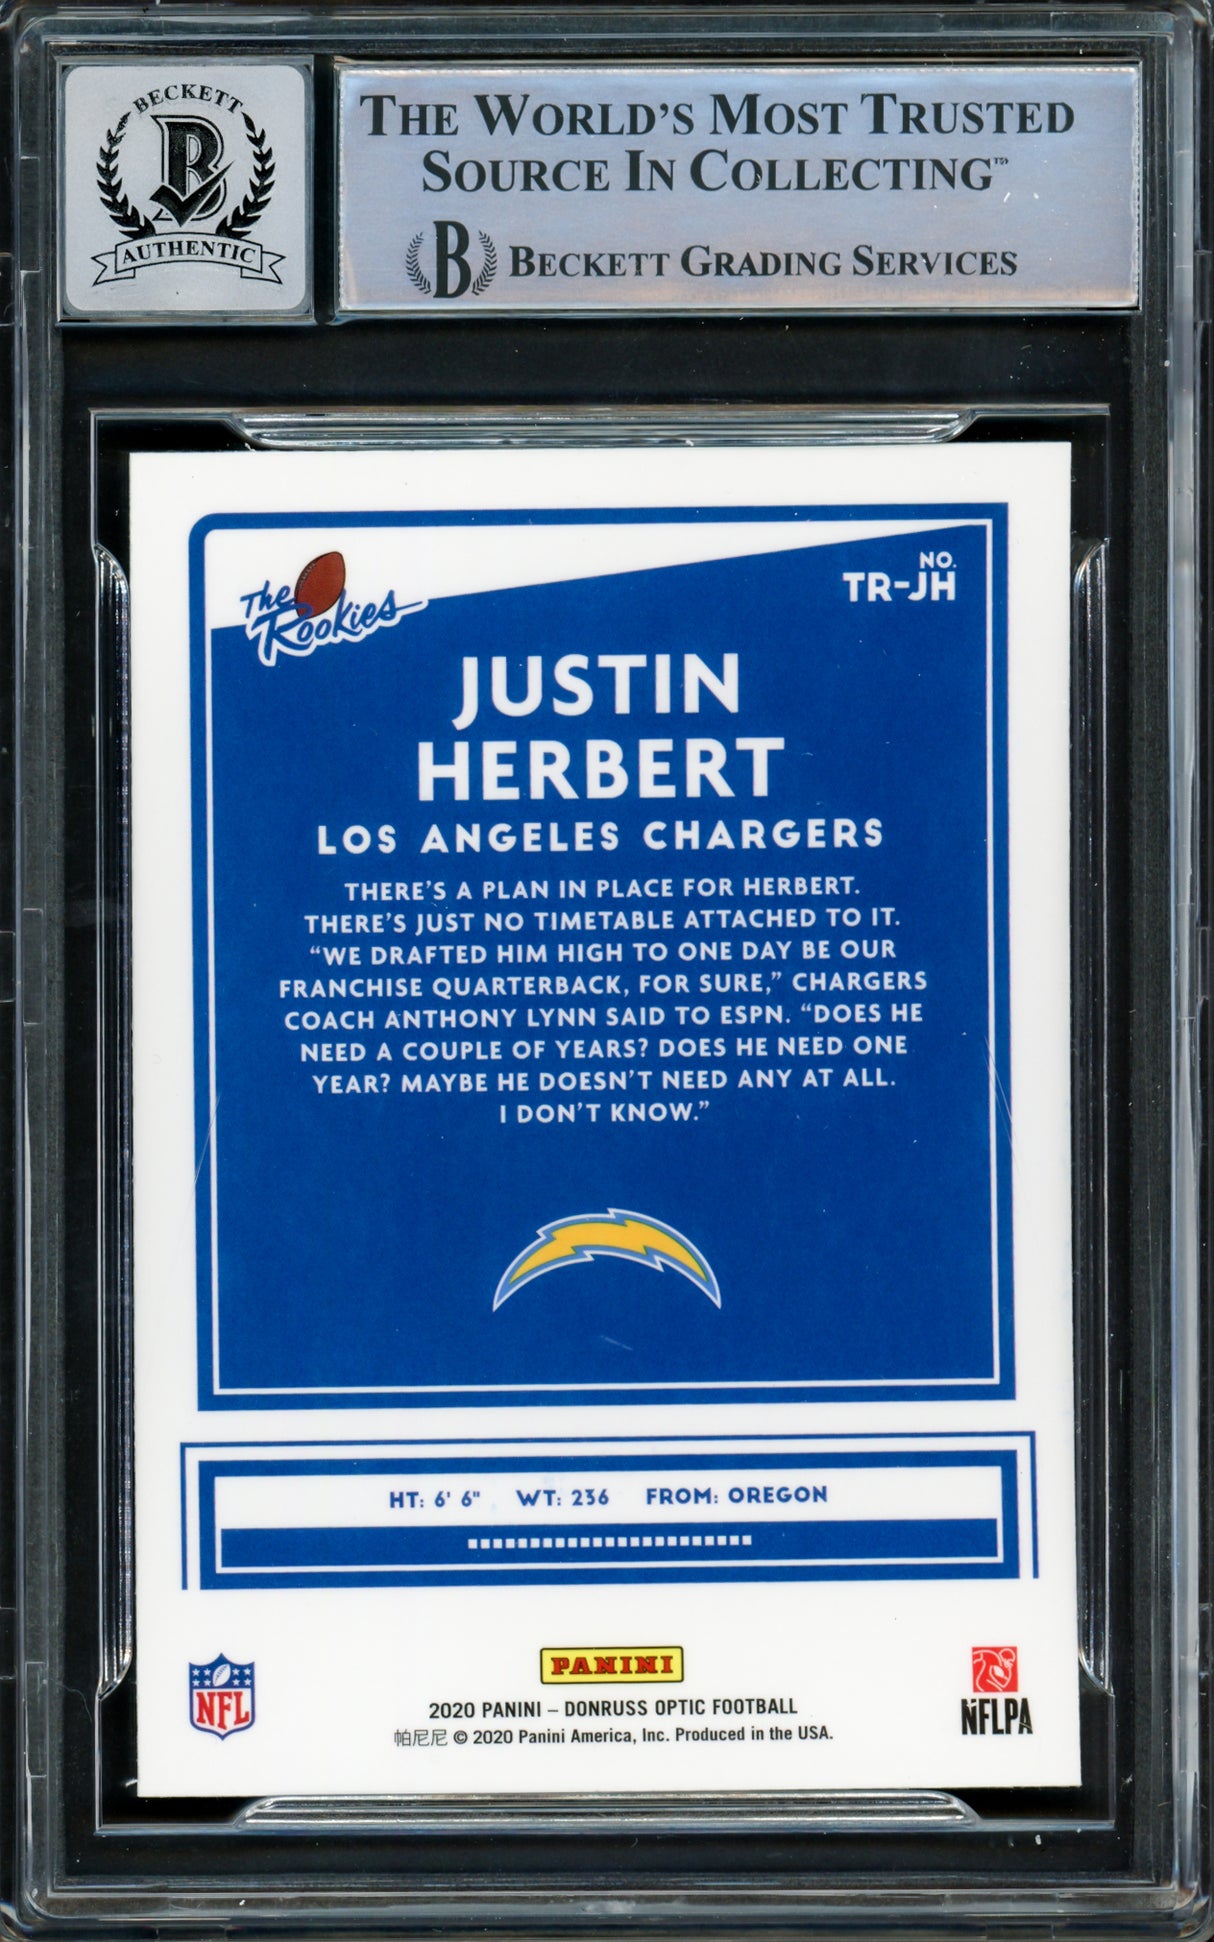 BECKETT
B
AUTHENTIC
THE WORLD'S MOST TRUSTED
SOURCE IN COLLECTING™
B BECKETT GRADING SERVICES
The Rookies
NO.
TR-JH
JUSTIN
HERBERT
LOS ANGELES CHARGERS
THERE'S A PLAN IN PLACE FOR HERBERT.
THERE'S JUST NO TIMETABLE ATTACHED TO IT.
“WE DRAFTED HIM HIGH TO ONE DAY BE OUR
FRANCHISE QUARTERBACK, FOR SURE,” CHARGERS
COACH ANTHONY LYNN SAID TO ESPN. “DOES HE
NEED A COUPLE OF YEARS? DOES HE NEED ONE
YEAR? MAYBE HE DOESN'T NEED ANY AT ALL.
I DON'T KNOW.”
HT: 6' 6" WT: 236 FROM: OREGON
NFL
PANINI
NFLPA
2020 PANINI – DONRUSS OPTIC FOOTBALL
帕尼尼 © 2020 Panini America, Inc. Produced in the USA.